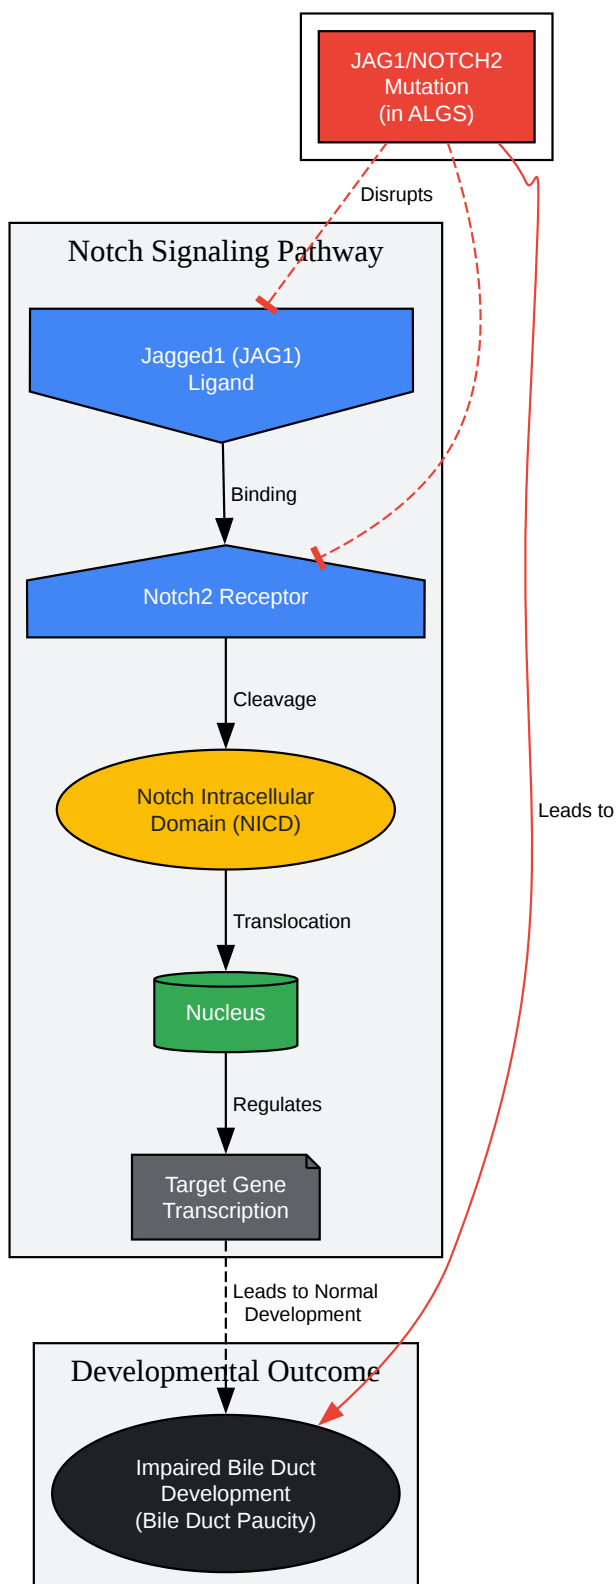 JAG1/NOTCH2
Mutation
(in ALGS)
Disrupts
Notch Signaling Pathway
Jagged1 (JAG1)
Ligand
Binding
Notch2 Receptor
Cleavage
Notch Intracellular
Domain (NICD)
Leads to
Translocation
Nucleus
Regulates
Target Gene
Transcription
Leads to Normal
Development
Developmental Outcome
Impaired Bile Duct
Development
(Bile Duct Paucity)